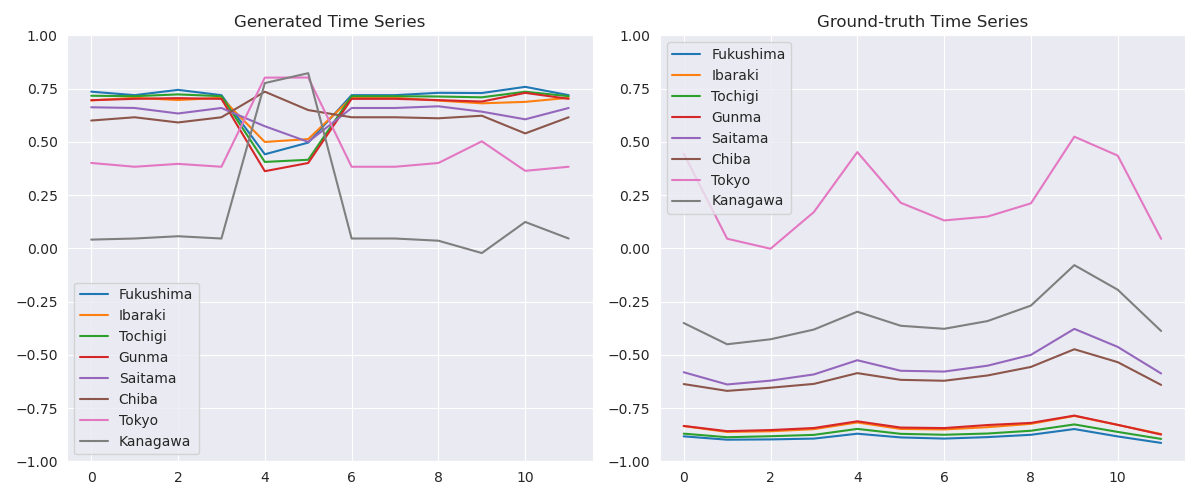 Generated Time Series
1.00
0.75
0.50
0.25
0.00
−0.25
−0.50
−0.75
−1.00
0 2 4 6 8 10
Fukushima
Ibaraki
Tochigi
Gunma
Saitama
Chiba
Tokyo
Kanagawa
Ground-truth Time Series
1.00
0.75
0.50
0.25
0.00
−0.25
−0.50
−0.75
−1.00
0 2 4 6 8 10
Fukushima
Ibaraki
Tochigi
Gunma
Saitama
Chiba
Tokyo
Kanagawa